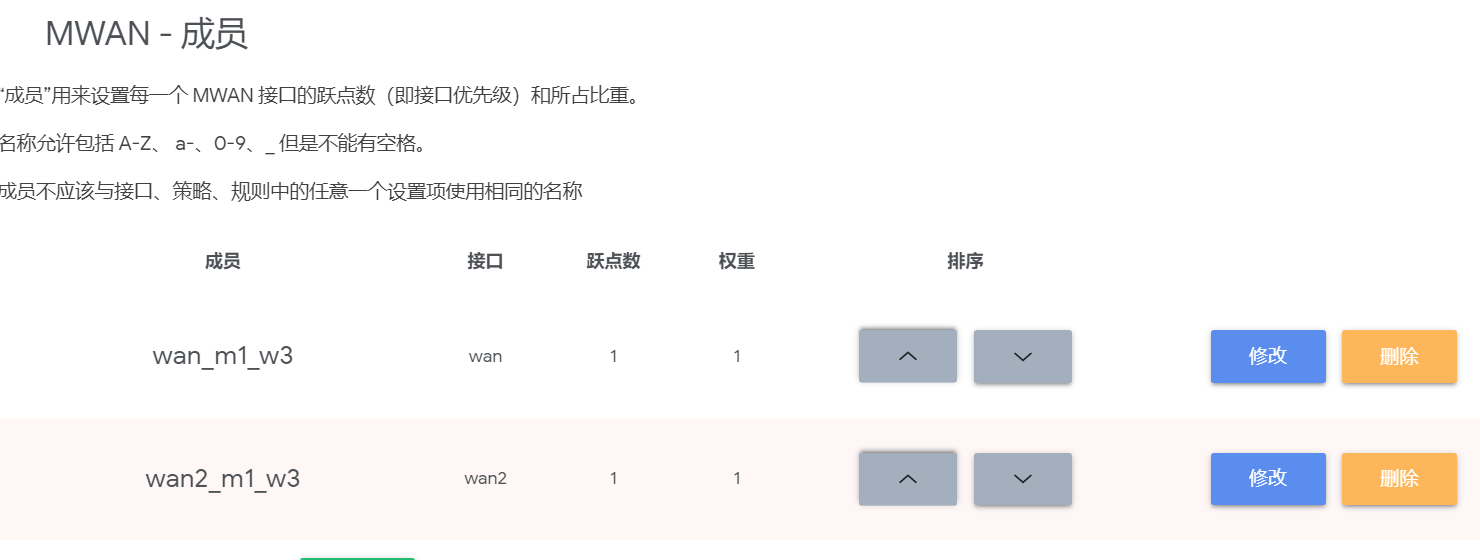 MWAN - 成员
“成员”用来设置每一个 MWAN 接口的跃点数（即接口优先级）和所占比重。
名称允许包括 A-Z、 a-、0-9、_ 但是不能有空格。
成员不应该与接口、策略、规则中的任意一个设置项使用相同的名称
成员 接口 跃点数 权重 排序
wan_m1_w3 wan 1 1 修改 删除
wan2_m1_w3 wan2 1 1 修改 删除